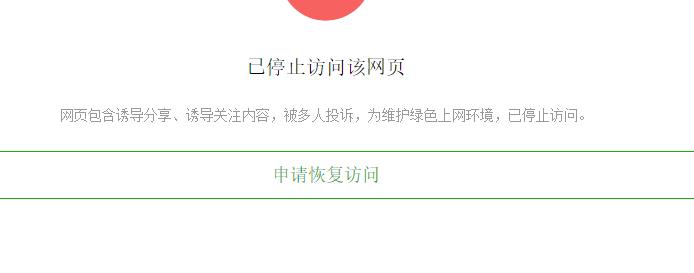 已停止访问该网页
网页包含诱导分享、诱导关注内容，被多人投诉，为维护绿色上网环境，已停止访问。
申请恢复访问